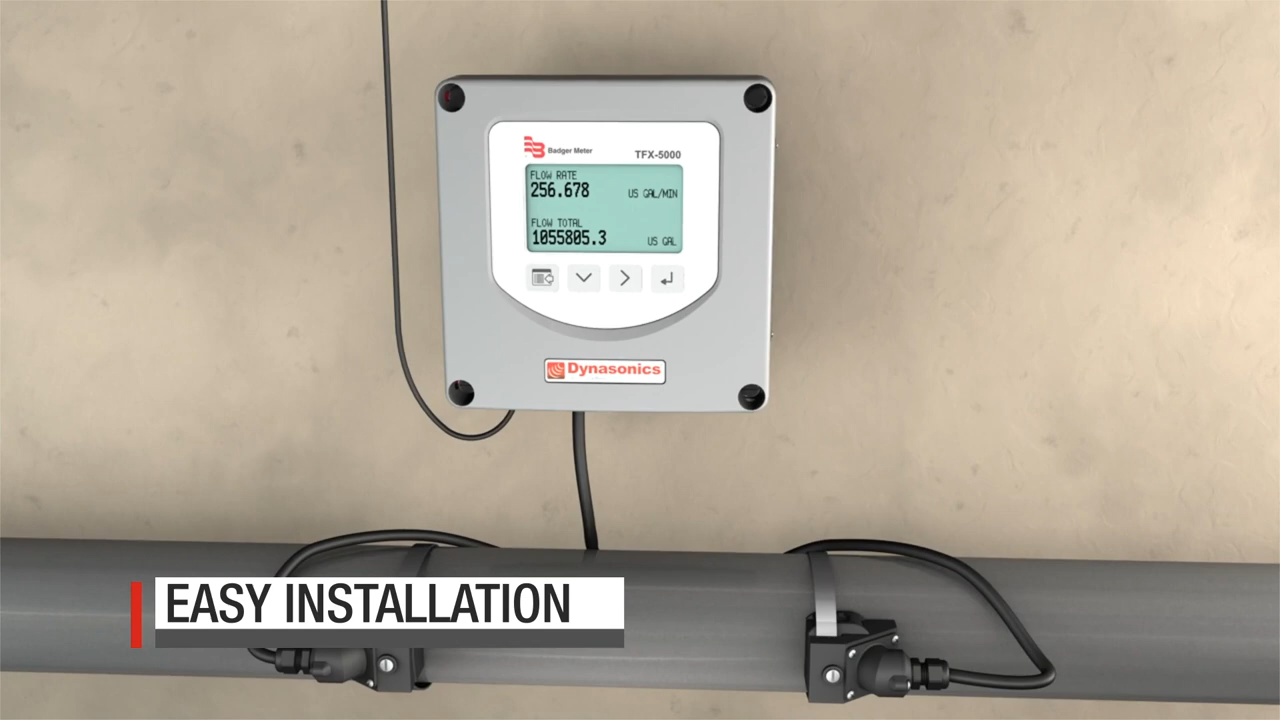 Badger Meter
TFX-5000
FLOW RATE
256.678 US GAL/MIN
FLOW TOTAL
1055805.3 US GAL
Dynasonics
EASY INSTALLATION